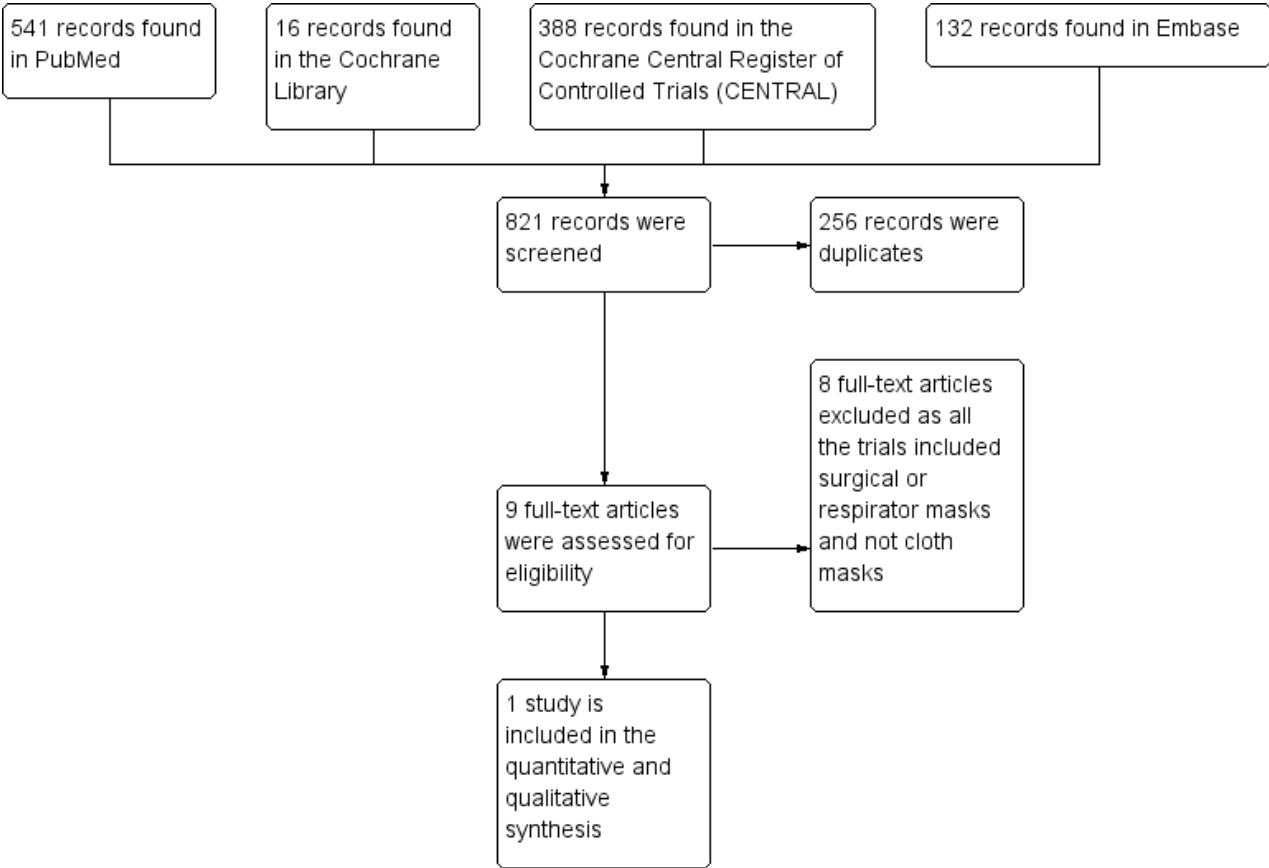 541 records found
in PubMed
16 records found
in the Cochrane
Library
388 records found in the
Cochrane Central Register of
Controlled Trials (CENTRAL)
132 records found in Embase
821 records were
screened
256 records were
duplicates
8 full-text articles
excluded as all
the trials included
surgical or
respirator masks
and not cloth
masks
9 full-text articles
were assessed for
eligibility
1 study is
included in the
quantitative and
qualitative
synthesis